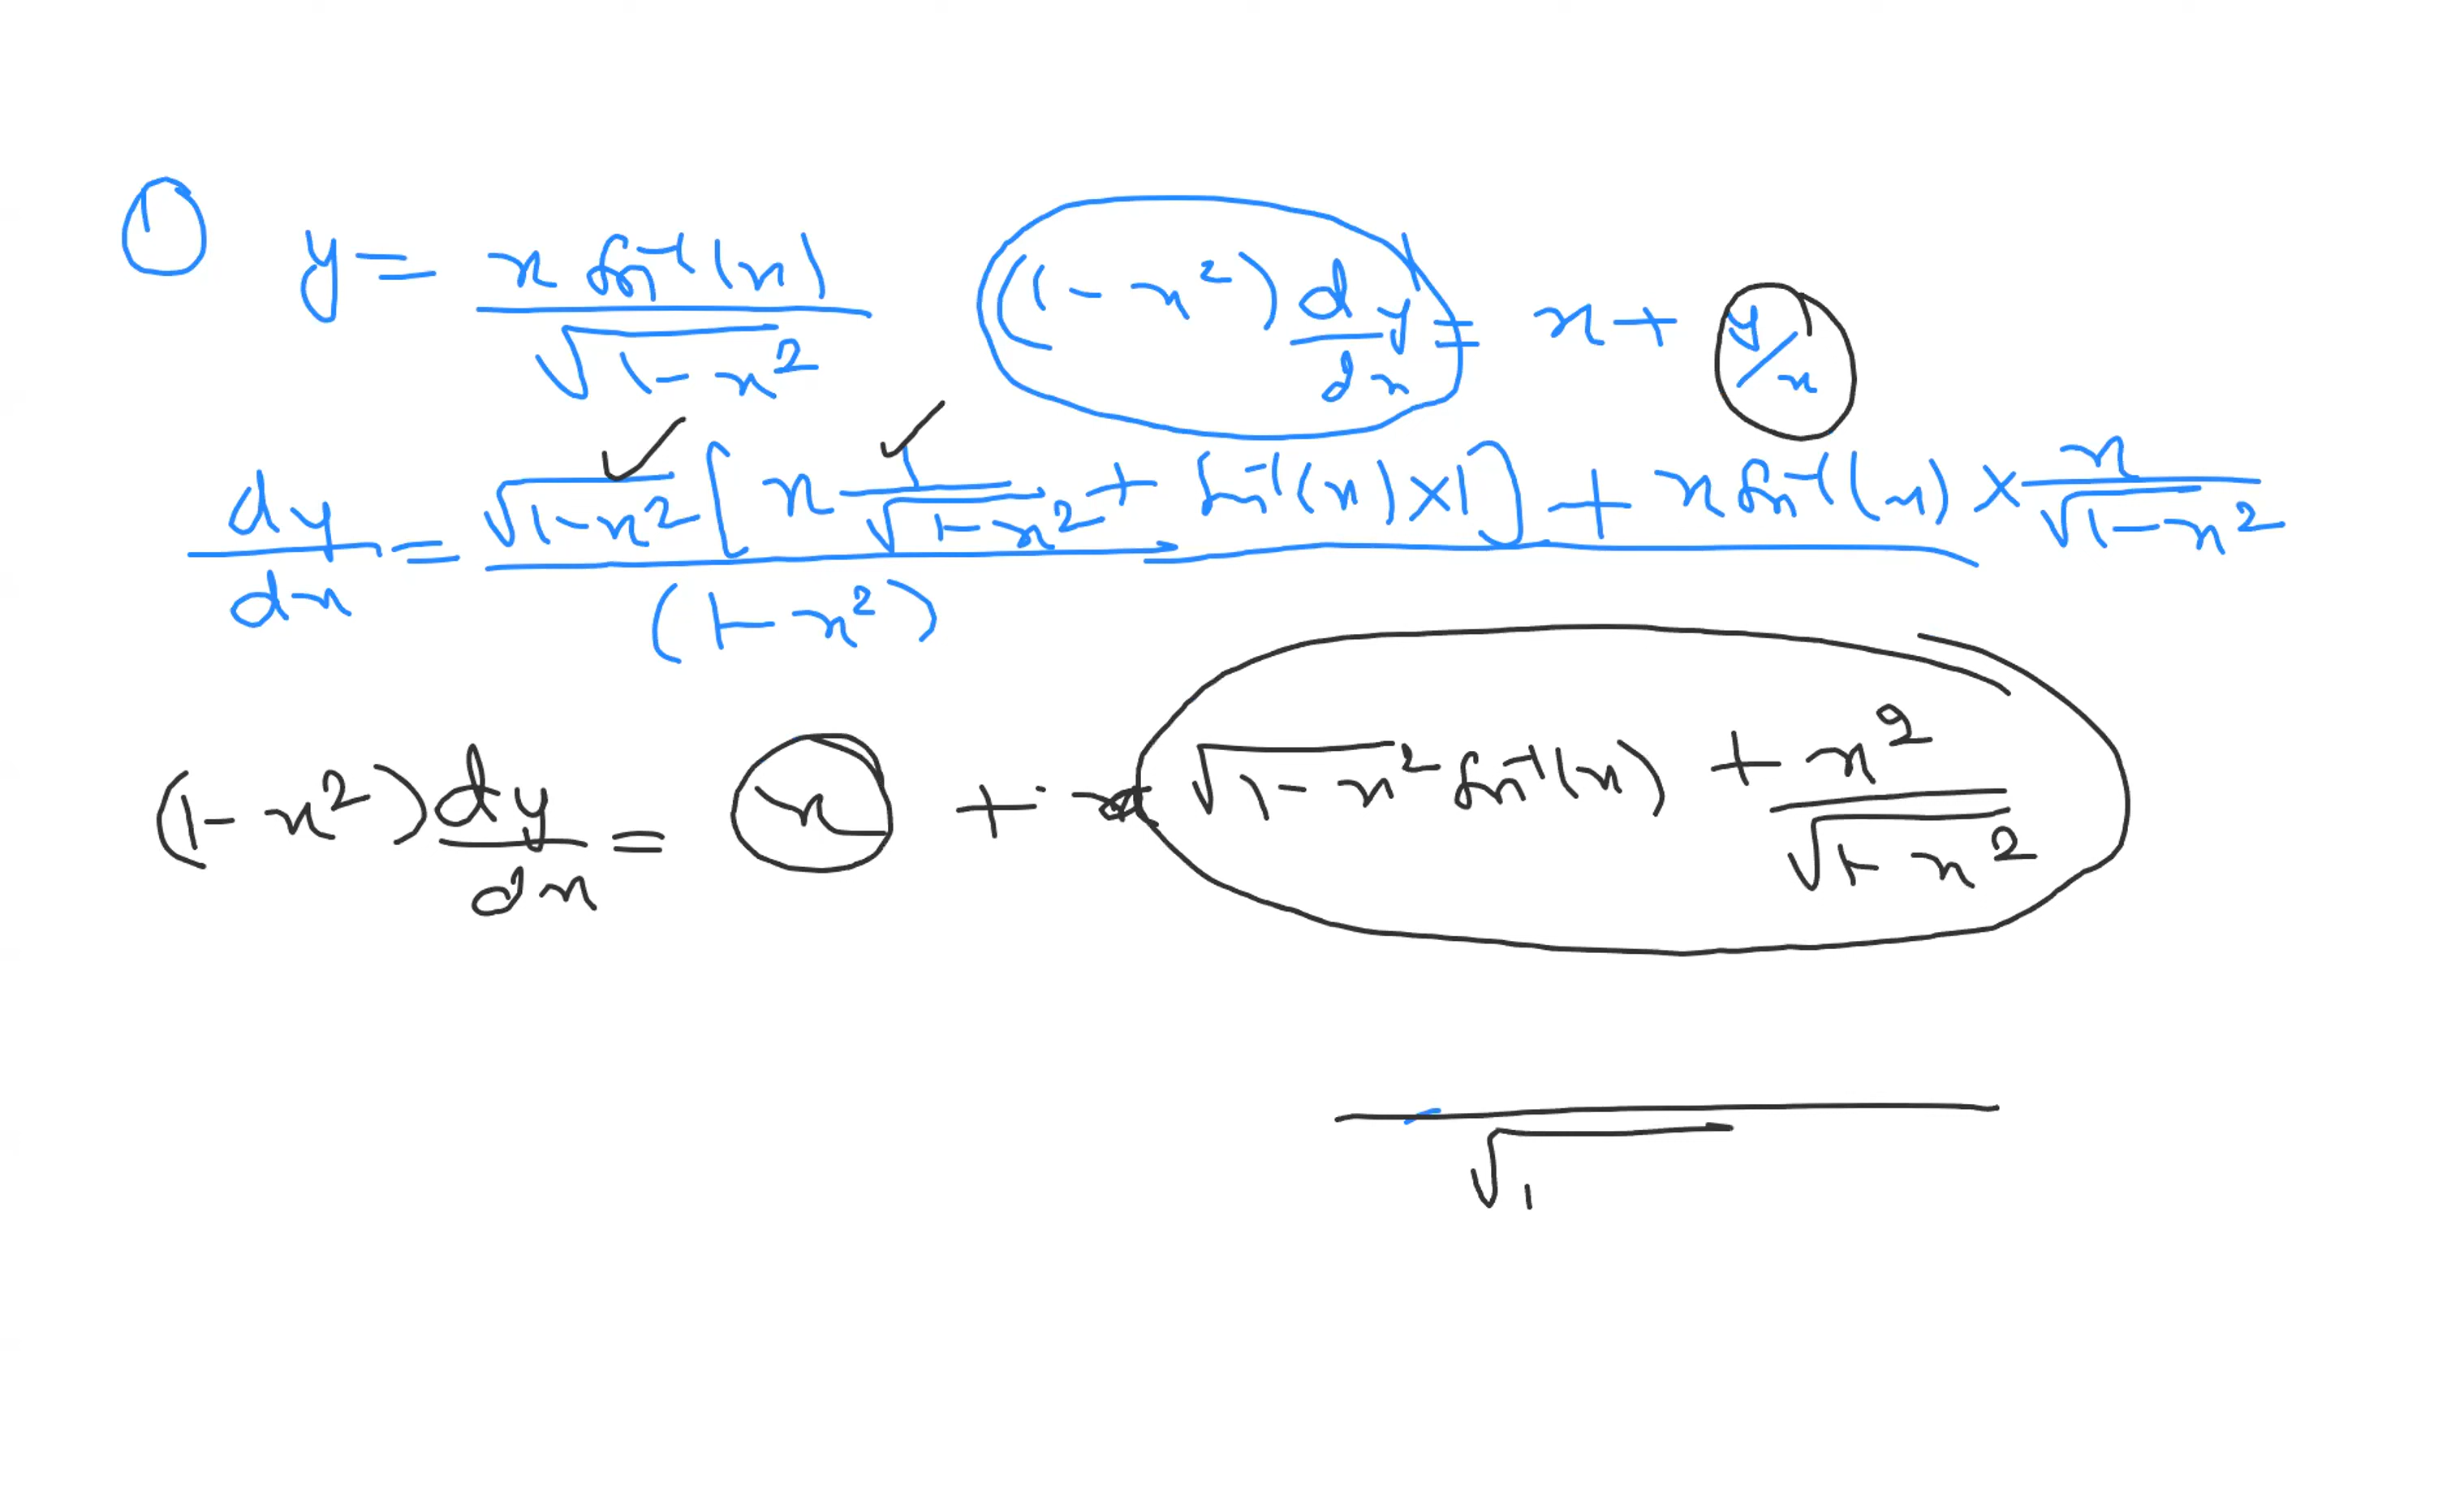 ① y = x sin⁻¹(x) / √(1-x²)    (1-x²) dy/dx = x + y/x
dy/dx = √(1-x²) [x 1/√(1-x²) + sin⁻¹(x)×1] + x sin⁻¹(x) × x/√(1-x²) / (1-x²)
(1-x²) dy/dx = x + √(1-x²) sin⁻¹(x) + x²/√(1-x²)
√1